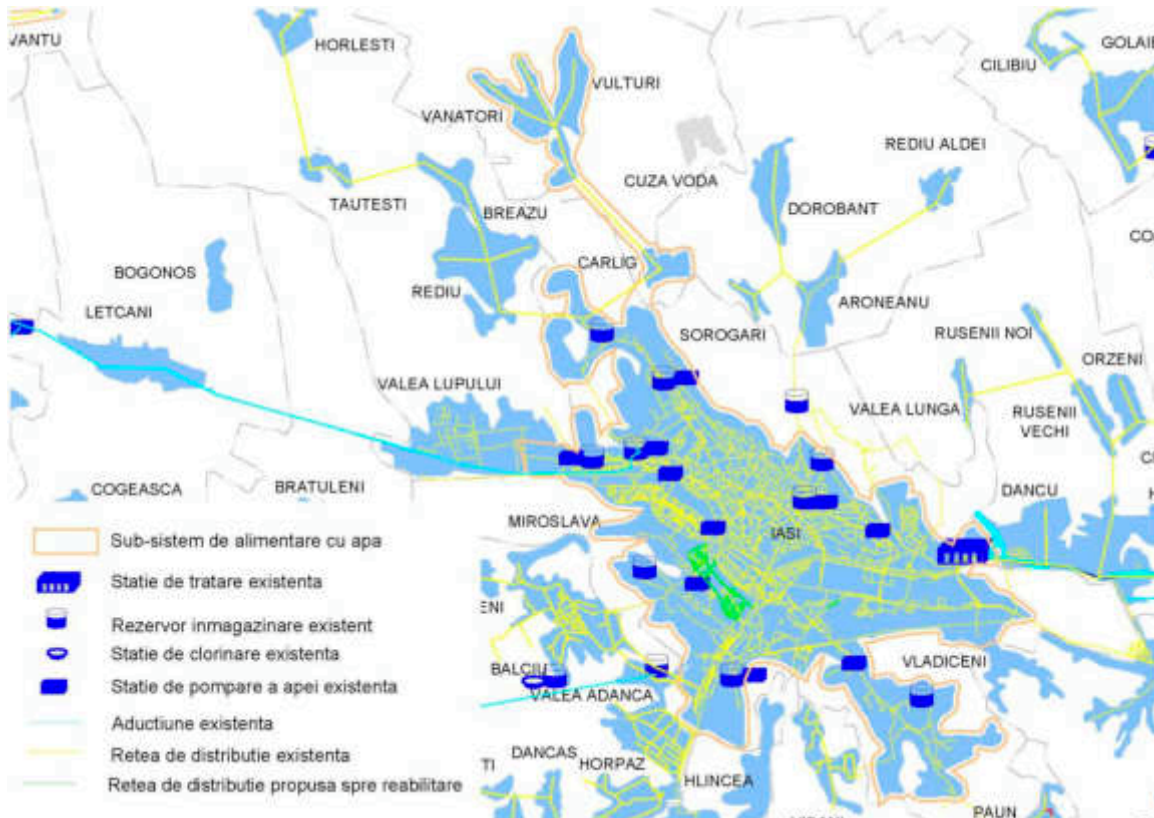 VANTU
HORLESTI
GOLAIE
CILIBIU
VULTURI
VANATORI
REDIU ALDEI
CUZA VODA
TAUTESTI
BREAZU
DOROBANT
CO
BOGONOS
CARLIG
REDIU
ARONEANU
LETCANI
SOROGARI
RUSENII NOI
ORZENI
VALEA LUPULUI
VALEA LUNGA
RUSENII
VECHI
COGEASCA
BRATULENI
DANCU
H
MIROSLAVA
IASI
Sub-sistem de alimentare cu apa
Statie de tratare existenta
ENI
Rezervor inmagazinare existent
Statie de clorinare existenta
BALCIU
VLADICENI
Statie de pompare a apei existenta
VALEA ADANCA
Aductiune existenta
Retea de distributie existenta
TI
DANCAS
HORPAZ
HLINCEA
Retea de distributie propusa spre reabilitare
PAUN